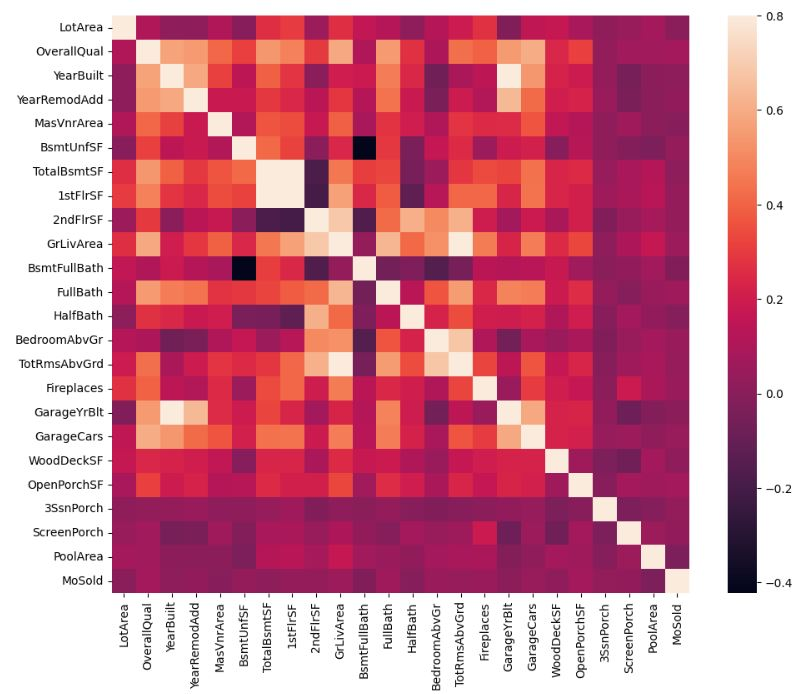 LotArea
OverallQual
YearBuilt
YearRemodAdd
MasVnrArea
BsmtUnfSF
TotalBsmtSF
1stFlrSF
2ndFlrSF
GrLivArea
BsmtFullBath
FullBath
HalfBath
BedroomAbvGr
TotRmsAbvGrd
Fireplaces
GarageYrBlt
GarageCars
WoodDeckSF
OpenPorchSF
3SsnPorch
ScreenPorch
PoolArea
MoSold
LotArea
OverallQual
YearBuilt
YearRemodAdd
MasVnrArea
BsmtUnfSF
TotalBsmtSF
1stFlrSF
2ndFlrSF
GrLivArea
BsmtFullBath
FullBath
HalfBath
BedroomAbvGr
TotRmsAbvGrd
Fireplaces
GarageYrBlt
GarageCars
WoodDeckSF
OpenPorchSF
3SsnPorch
ScreenPorch
PoolArea
MoSold
0.8
0.6
0.4
0.2
0.0
−0.2
−0.4